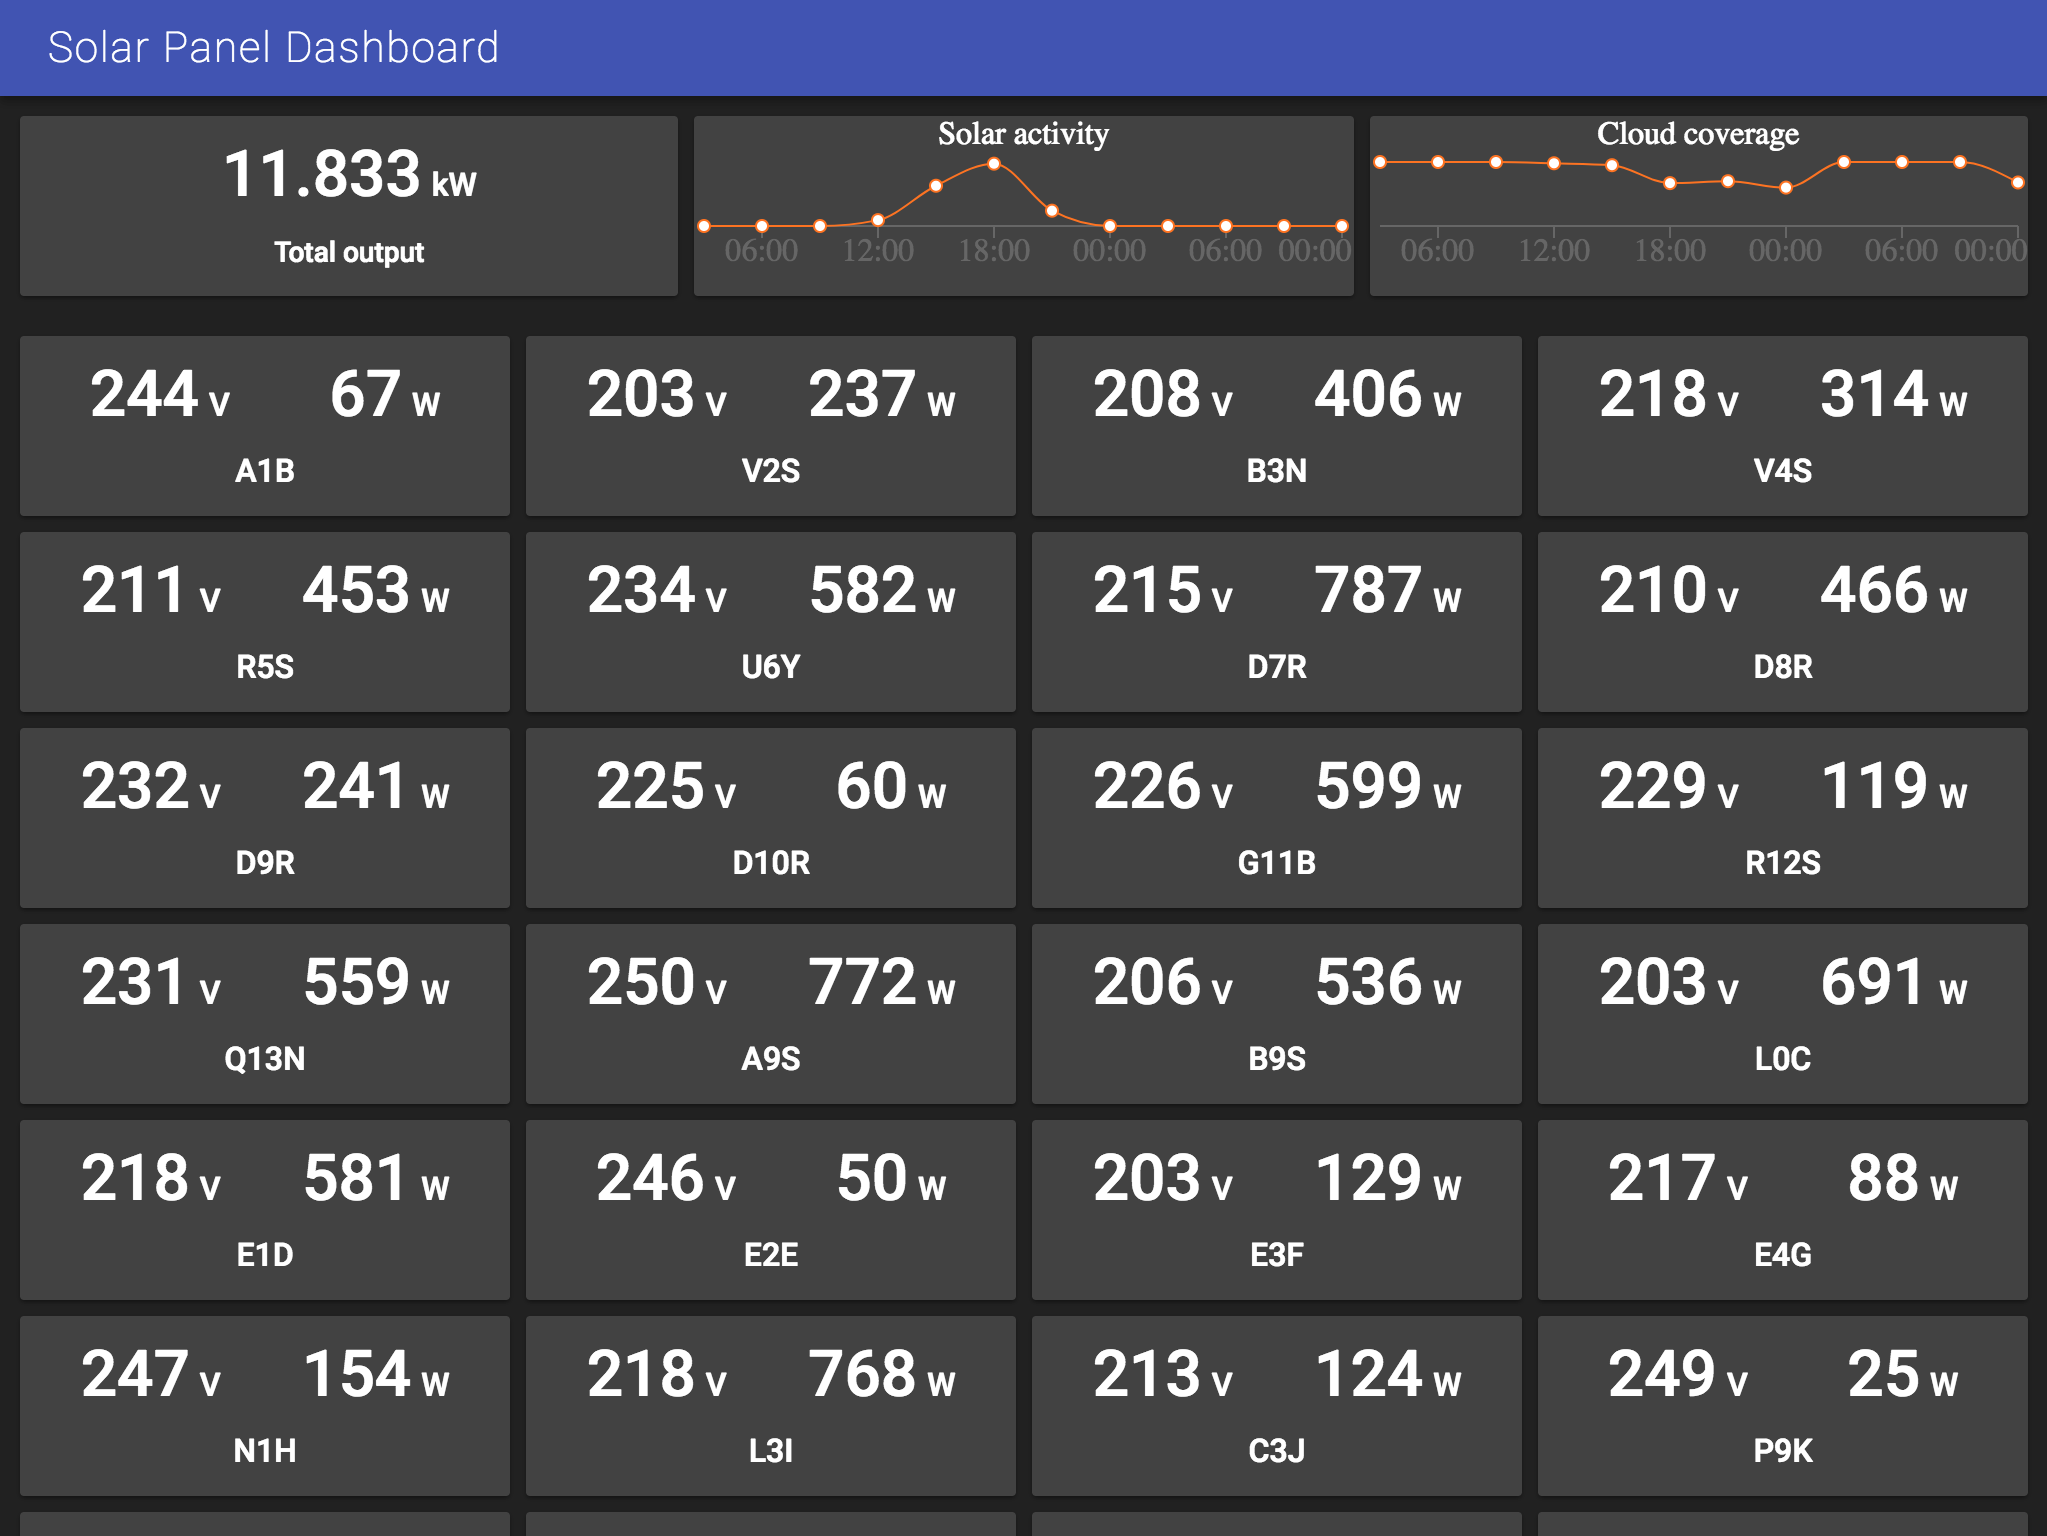 Solar Panel Dashboard
11.833 kW
Total output
Solar activity
06:00 12:00 18:00 00:00 06:00 00:00
Cloud coverage
06:00 12:00 18:00 00:00 06:00 00:00
244 V 67 W
A1B
203 V 237 W
V2S
208 V 406 W
B3N
218 V 314 W
V4S
211 V 453 W
R5S
234 V 582 W
U6Y
215 V 787 W
D7R
210 V 466 W
D8R
232 V 241 W
D9R
225 V 60 W
D10R
226 V 599 W
G11B
229 V 119 W
R12S
231 V 559 W
Q13N
250 V 772 W
A9S
206 V 536 W
B9S
203 V 691 W
L0C
218 V 581 W
E1D
246 V 50 W
E2E
203 V 129 W
E3F
217 V 88 W
E4G
247 V 154 W
N1H
218 V 768 W
L3I
213 V 124 W
C3J
249 V 25 W
P9K